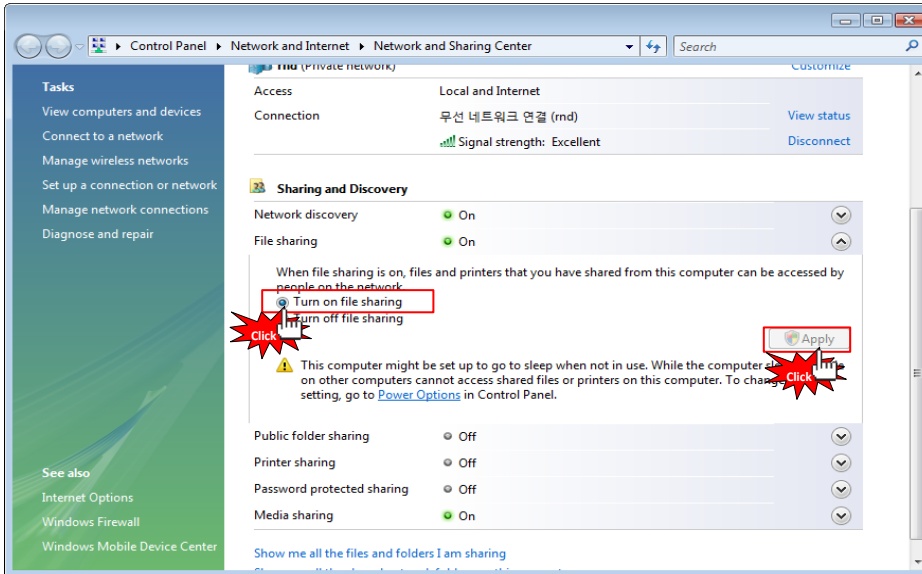 Control Panel ▸ Network and Internet ▸ Network and Sharing Center
Search
Tasks
View computers and devices
Connect to a network
Manage wireless networks
Set up a connection or network
Manage network connections
Diagnose and repair
See also
Internet Options
Windows Firewall
Windows Mobile Device Center
rnd (Private network) Customize
Access Local and Internet
Connection 무선 네트워크 연결 (rnd) View status
Signal strength: Excellent Disconnect
Sharing and Discovery
Network discovery On
File sharing On
When file sharing is on, files and printers that you have shared from this computer can be accessed by
people on the network.
Turn on file sharing
Turn off file sharing
Click
Apply
Click
This computer might be set up to go to sleep when not in use. While the computer
on other computers cannot access shared files or printers on this computer. To change
setting, go to Power Options in Control Panel.
Public folder sharing Off
Printer sharing Off
Password protected sharing Off
Media sharing On
Show me all the files and folders I am sharing